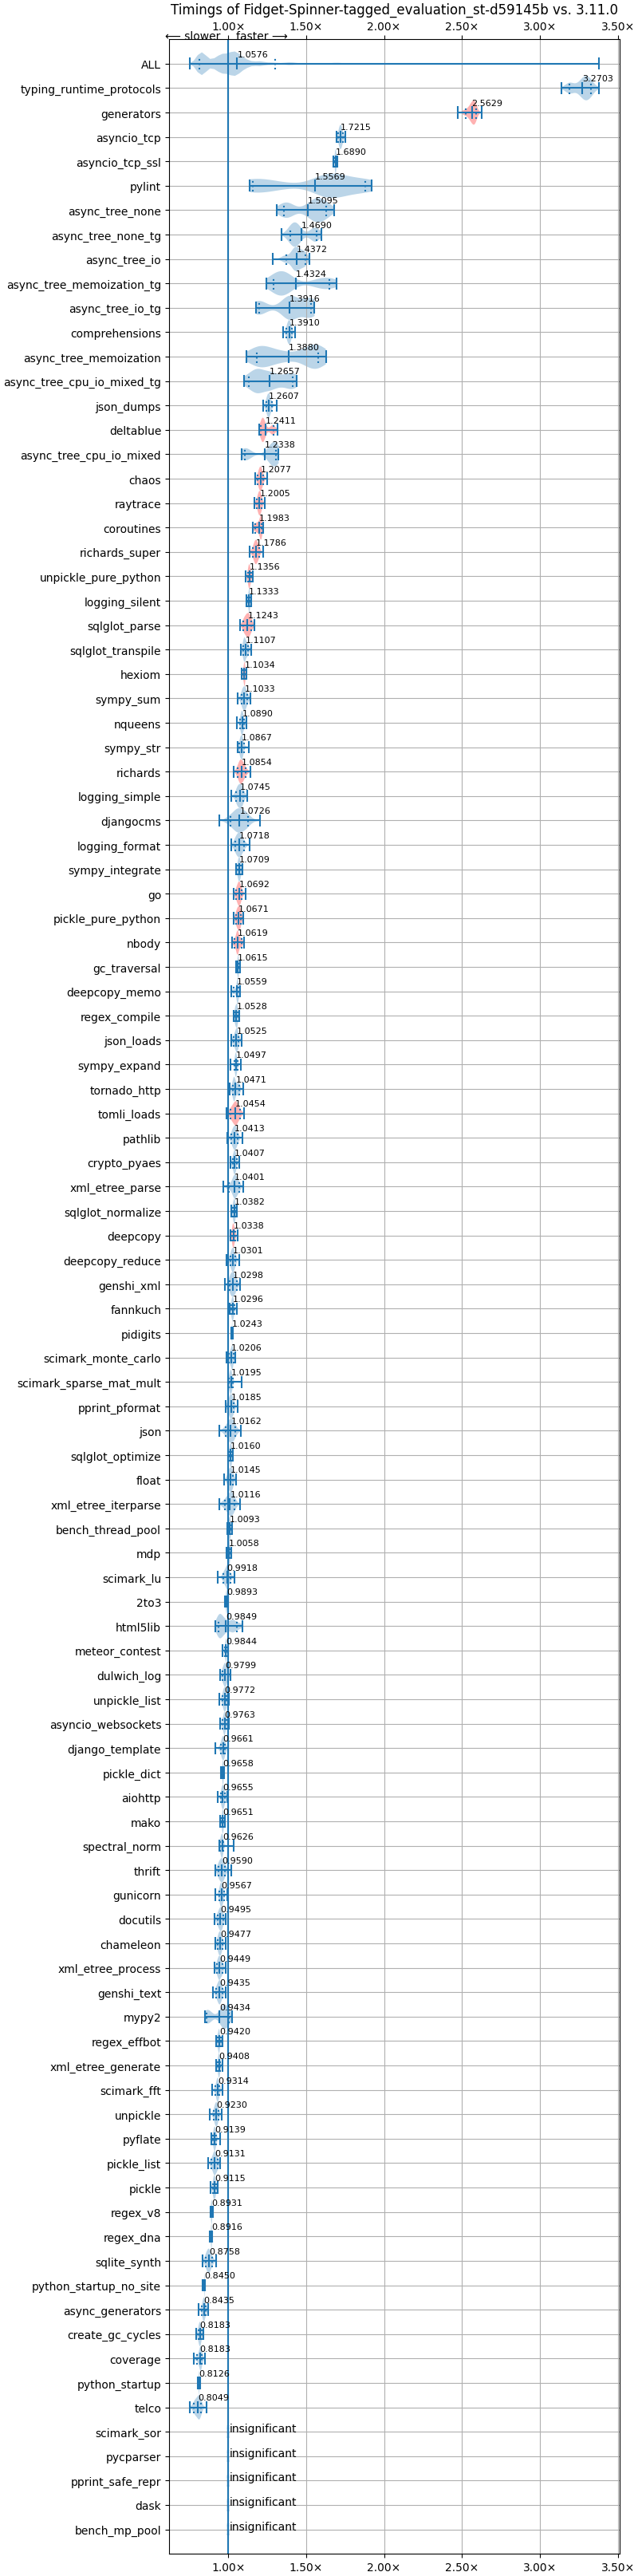 Timings of Fidget-Spinner-tagged_evaluation_st-d59145b vs. 3.11.0
1.00× 1.50× 2.00× 2.50× 3.00× 3.50×
⟵ slower faster ⟶
ALL 1.0576
typing_runtime_protocols 3.2703
generators 2.5629
asyncio_tcp 1.7215
asyncio_tcp_ssl 1.6890
pylint 1.5569
async_tree_none 1.5095
async_tree_none_tg 1.4690
async_tree_io 1.4372
async_tree_memoization_tg 1.4324
async_tree_io_tg 1.3916
comprehensions 1.3910
async_tree_memoization 1.3880
async_tree_cpu_io_mixed_tg 1.2657
json_dumps 1.2607
deltablue 1.2411
async_tree_cpu_io_mixed 1.2338
chaos 1.2077
raytrace 1.2005
coroutines 1.1983
richards_super 1.1786
unpickle_pure_python 1.1356
logging_silent 1.1333
sqlglot_parse 1.1243
sqlglot_transpile 1.1107
hexiom 1.1034
sympy_sum 1.1033
nqueens 1.0890
sympy_str 1.0867
richards 1.0854
logging_simple 1.0745
djangocms 1.0726
logging_format 1.0718
sympy_integrate 1.0709
go 1.0692
pickle_pure_python 1.0671
nbody 1.0619
gc_traversal 1.0615
deepcopy_memo 1.0559
regex_compile 1.0528
json_loads 1.0525
sympy_expand 1.0497
tornado_http 1.0471
tomli_loads 1.0454
pathlib 1.0413
crypto_pyaes 1.0407
xml_etree_parse 1.0401
sqlglot_normalize 1.0382
deepcopy 1.0338
deepcopy_reduce 1.0301
genshi_xml 1.0298
fannkuch 1.0296
pidigits 1.0243
scimark_monte_carlo 1.0206
scimark_sparse_mat_mult 1.0195
pprint_pformat 1.0185
json 1.0162
sqlglot_optimize 1.0160
float 1.0145
xml_etree_iterparse 1.0116
bench_thread_pool 1.0093
mdp 1.0058
scimark_lu 0.9918
2to3 0.9893
html5lib 0.9849
meteor_contest 0.9844
dulwich_log 0.9799
unpickle_list 0.9772
asyncio_websockets 0.9763
django_template 0.9661
pickle_dict 0.9658
aiohttp 0.9655
mako 0.9651
spectral_norm 0.9626
thrift 0.9590
gunicorn 0.9567
docutils 0.9495
chameleon 0.9477
xml_etree_process 0.9449
genshi_text 0.9435
mypy2 0.9434
regex_effbot 0.9420
xml_etree_generate 0.9408
scimark_fft 0.9314
unpickle 0.9230
pyflate 0.9139
pickle_list 0.9131
pickle 0.9115
regex_v8 0.8931
regex_dna 0.8916
sqlite_synth 0.8758
python_startup_no_site 0.8450
async_generators 0.8435
create_gc_cycles 0.8183
coverage 0.8183
python_startup 0.8126
telco 0.8049
scimark_sor insignificant
pycparser insignificant
pprint_safe_repr insignificant
dask insignificant
bench_mp_pool insignificant
1.00× 1.50× 2.00× 2.50× 3.00× 3.50×